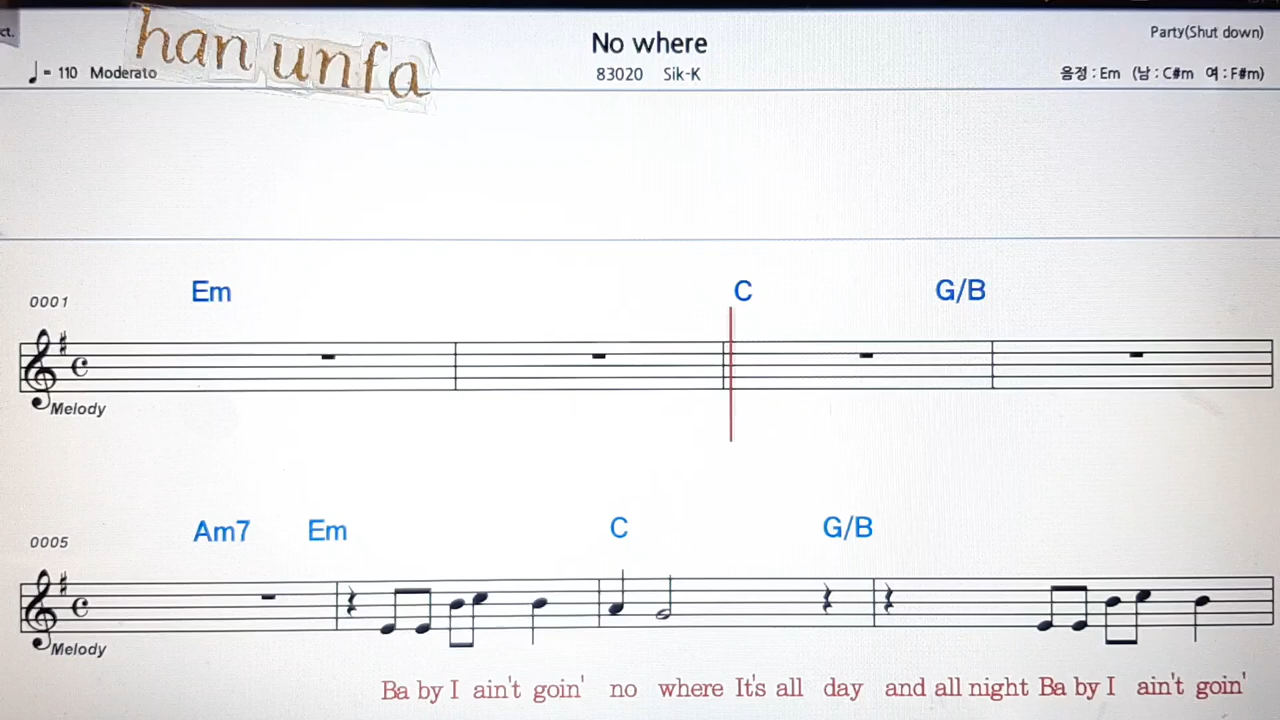 ct.
han unfa
No where
Party(Shut down)
♩= 110 Moderato
83020 Sik-K
음정 : Em (남 : C#m 여 : F#m)
0001
Em C G/B
Melody
0005
Am7 Em C G/B
Melody
Ba by I ain't goin' no where It's all day and all night Ba by I ain't goin'